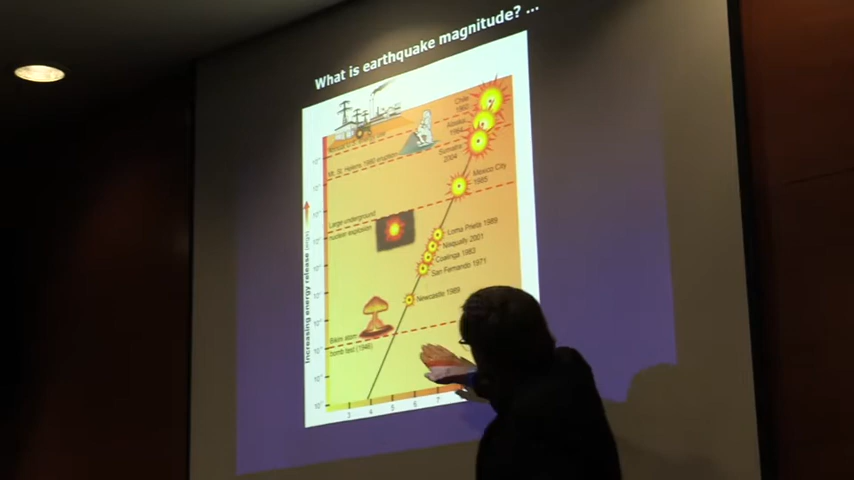 What is earthquake magnitude? ...
Chile
1960
Alaska
1964
Sumatra
2004
Mt. St. Helens 1980 eruption
Mexico City
1985
Large underground
nuclear explosion
Loma Prieta 1989
Nisqually 2001
Coalinga 1983
San Fernando 1971
Newcastle 1989
Bikini atom
bomb test (1946)
Increasing energy release (ergs)
3 4 5 6 7